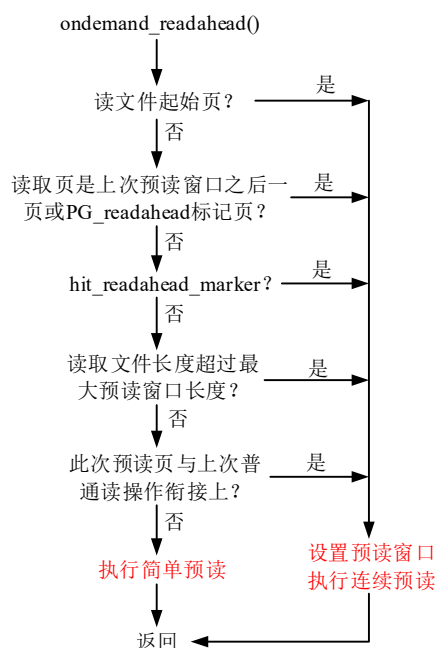 ondemand_readahead()
读文件起始页？
是
否
读取页是上次预读窗口之后一
页或PG_readahead标记页？
是
否
hit_readahead_marker？
是
否
读取文件长度超过最
大预读窗口长度？
是
否
此次预读页与上次普
通读操作衔接上？
是
否
执行简单预读
设置预读窗口
执行连续预读
返回